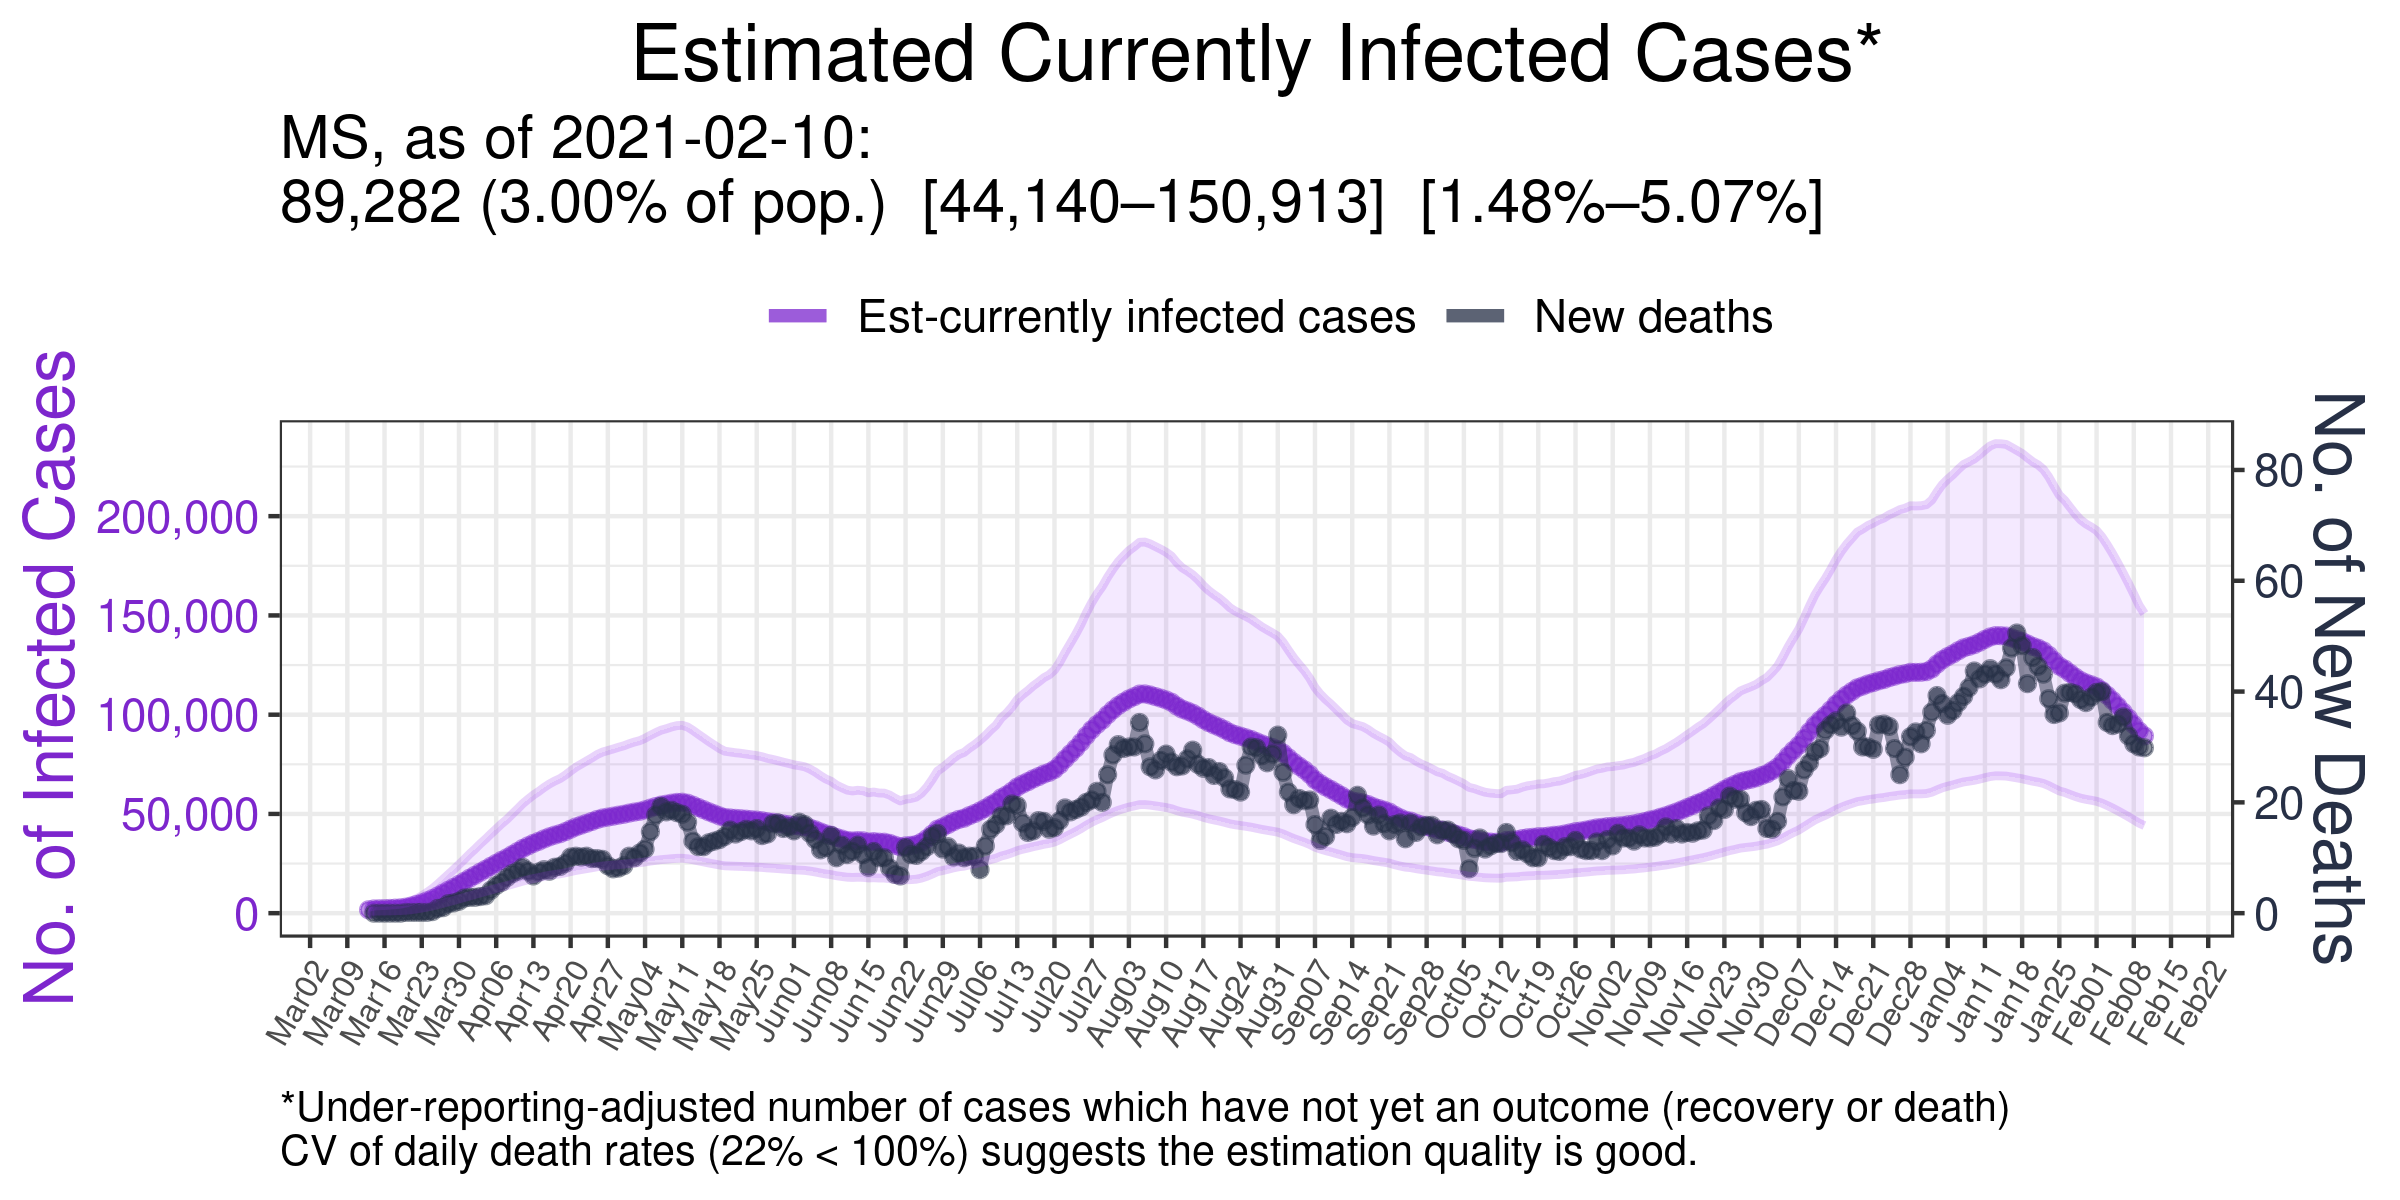 Estimated Currently Infected Cases*
MS, as of 2021-02-10:
89,282 (3.00% of pop.) [44,140–150,913] [1.48%–5.07%]
Est-currently infected cases New deaths
No. of Infected Cases
200,000
150,000
100,000
50,000
0
80
60
40
20
0
No. of New Deaths
Mar02 Mar09 Mar16 Mar23 Mar30 Apr06 Apr13 Apr20 Apr27 May04 May11 May18 May25 Jun01 Jun08 Jun15 Jun22 Jun29 Jul06 Jul13 Jul20 Jul27 Aug03 Aug10 Aug17 Aug24 Aug31 Sep07 Sep14 Sep21 Sep28 Oct05 Oct12 Oct19 Oct26 Nov02 Nov09 Nov16 Nov23 Nov30 Dec07 Dec14 Dec21 Dec28 Jan04 Jan11 Jan18 Jan25 Feb01 Feb08 Feb15 Feb22
*Under-reporting-adjusted number of cases which have not yet an outcome (recovery or death)
CV of daily death rates (22% < 100%) suggests the estimation quality is good.